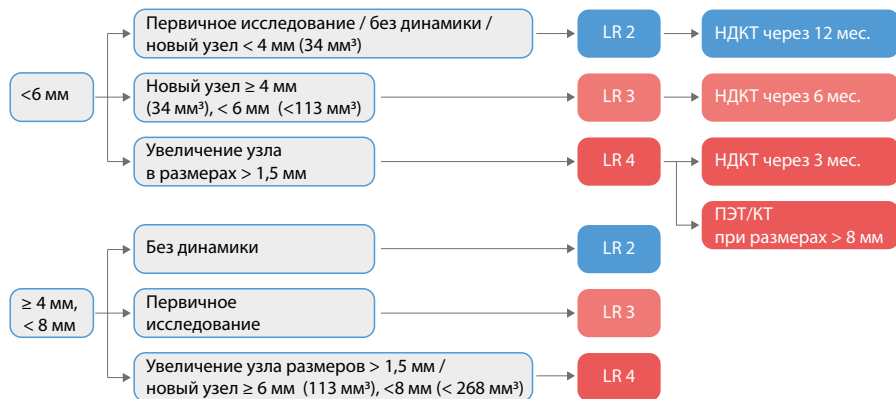 <6 мм
Первичное исследование / без динамики /
новый узел < 4 мм (34 мм³)
LR 2
НДКТ через 12 мес.
Новый узел ≥ 4 мм
(34 мм³), < 6 мм (<113 мм³)
LR 3
НДКТ через 6 мес.
Увеличение узла
в размерах > 1,5 мм
LR 4
НДКТ через 3 мес.
ПЭТ/КТ
при размерах > 8 мм
≥ 4 мм,
< 8 мм
Без динамики
LR 2
Первичное
исследование
LR 3
Увеличение узла размеров > 1,5 мм /
новый узел ≥ 6 мм (113 мм³), <8 мм (< 268 мм³)
LR 4